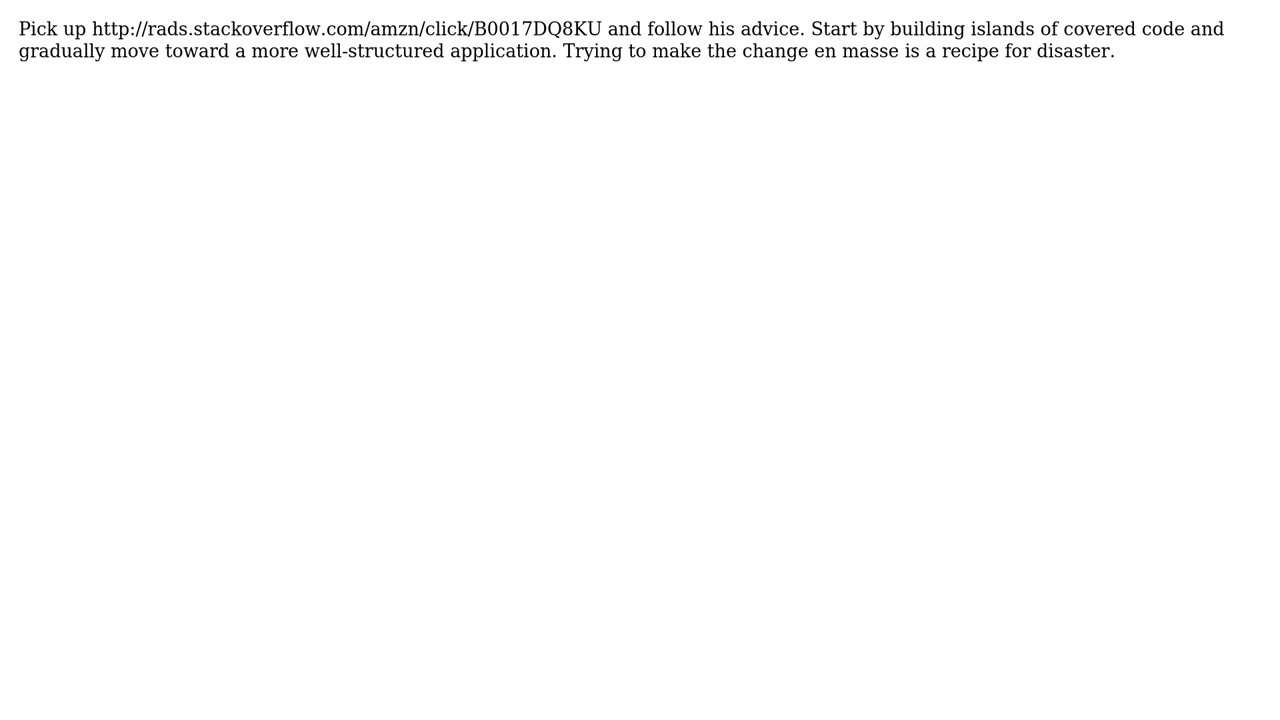 Pick up http://rads.stackoverflow.com/amzn/click/B0017DQ8KU and follow his advice. Start by building islands of covered code and
gradually move toward a more well-structured application. Trying to make the change en masse is a recipe for disaster.